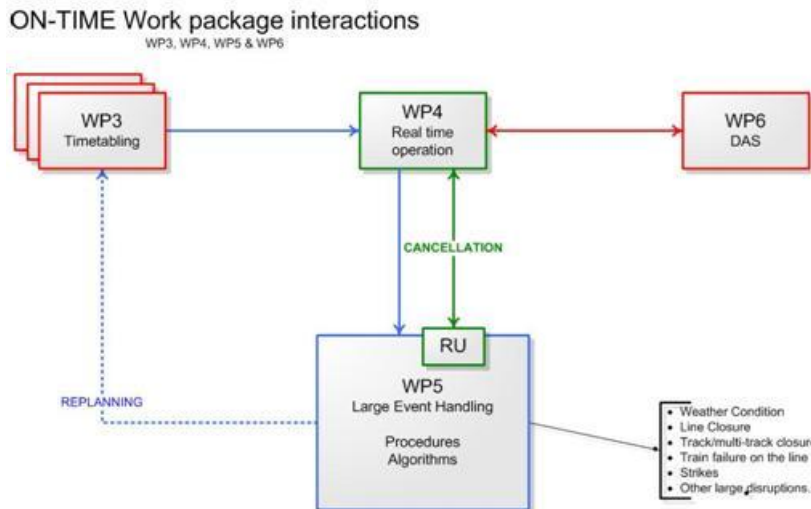 ON-TIME Work package interactions
WP3, WP4, WP5 & WP6
WP3
Timetabling
WP4
Real time
operation
WP6
DAS
CANCELLATION
RU
WP5
Large Event Handling
Procedures
Algorithms
REPLANNING
• Weather Condition
• Line Closure
• Track/multi-track closure
• Train failure on the line
• Strikes
• Other large disruptions.